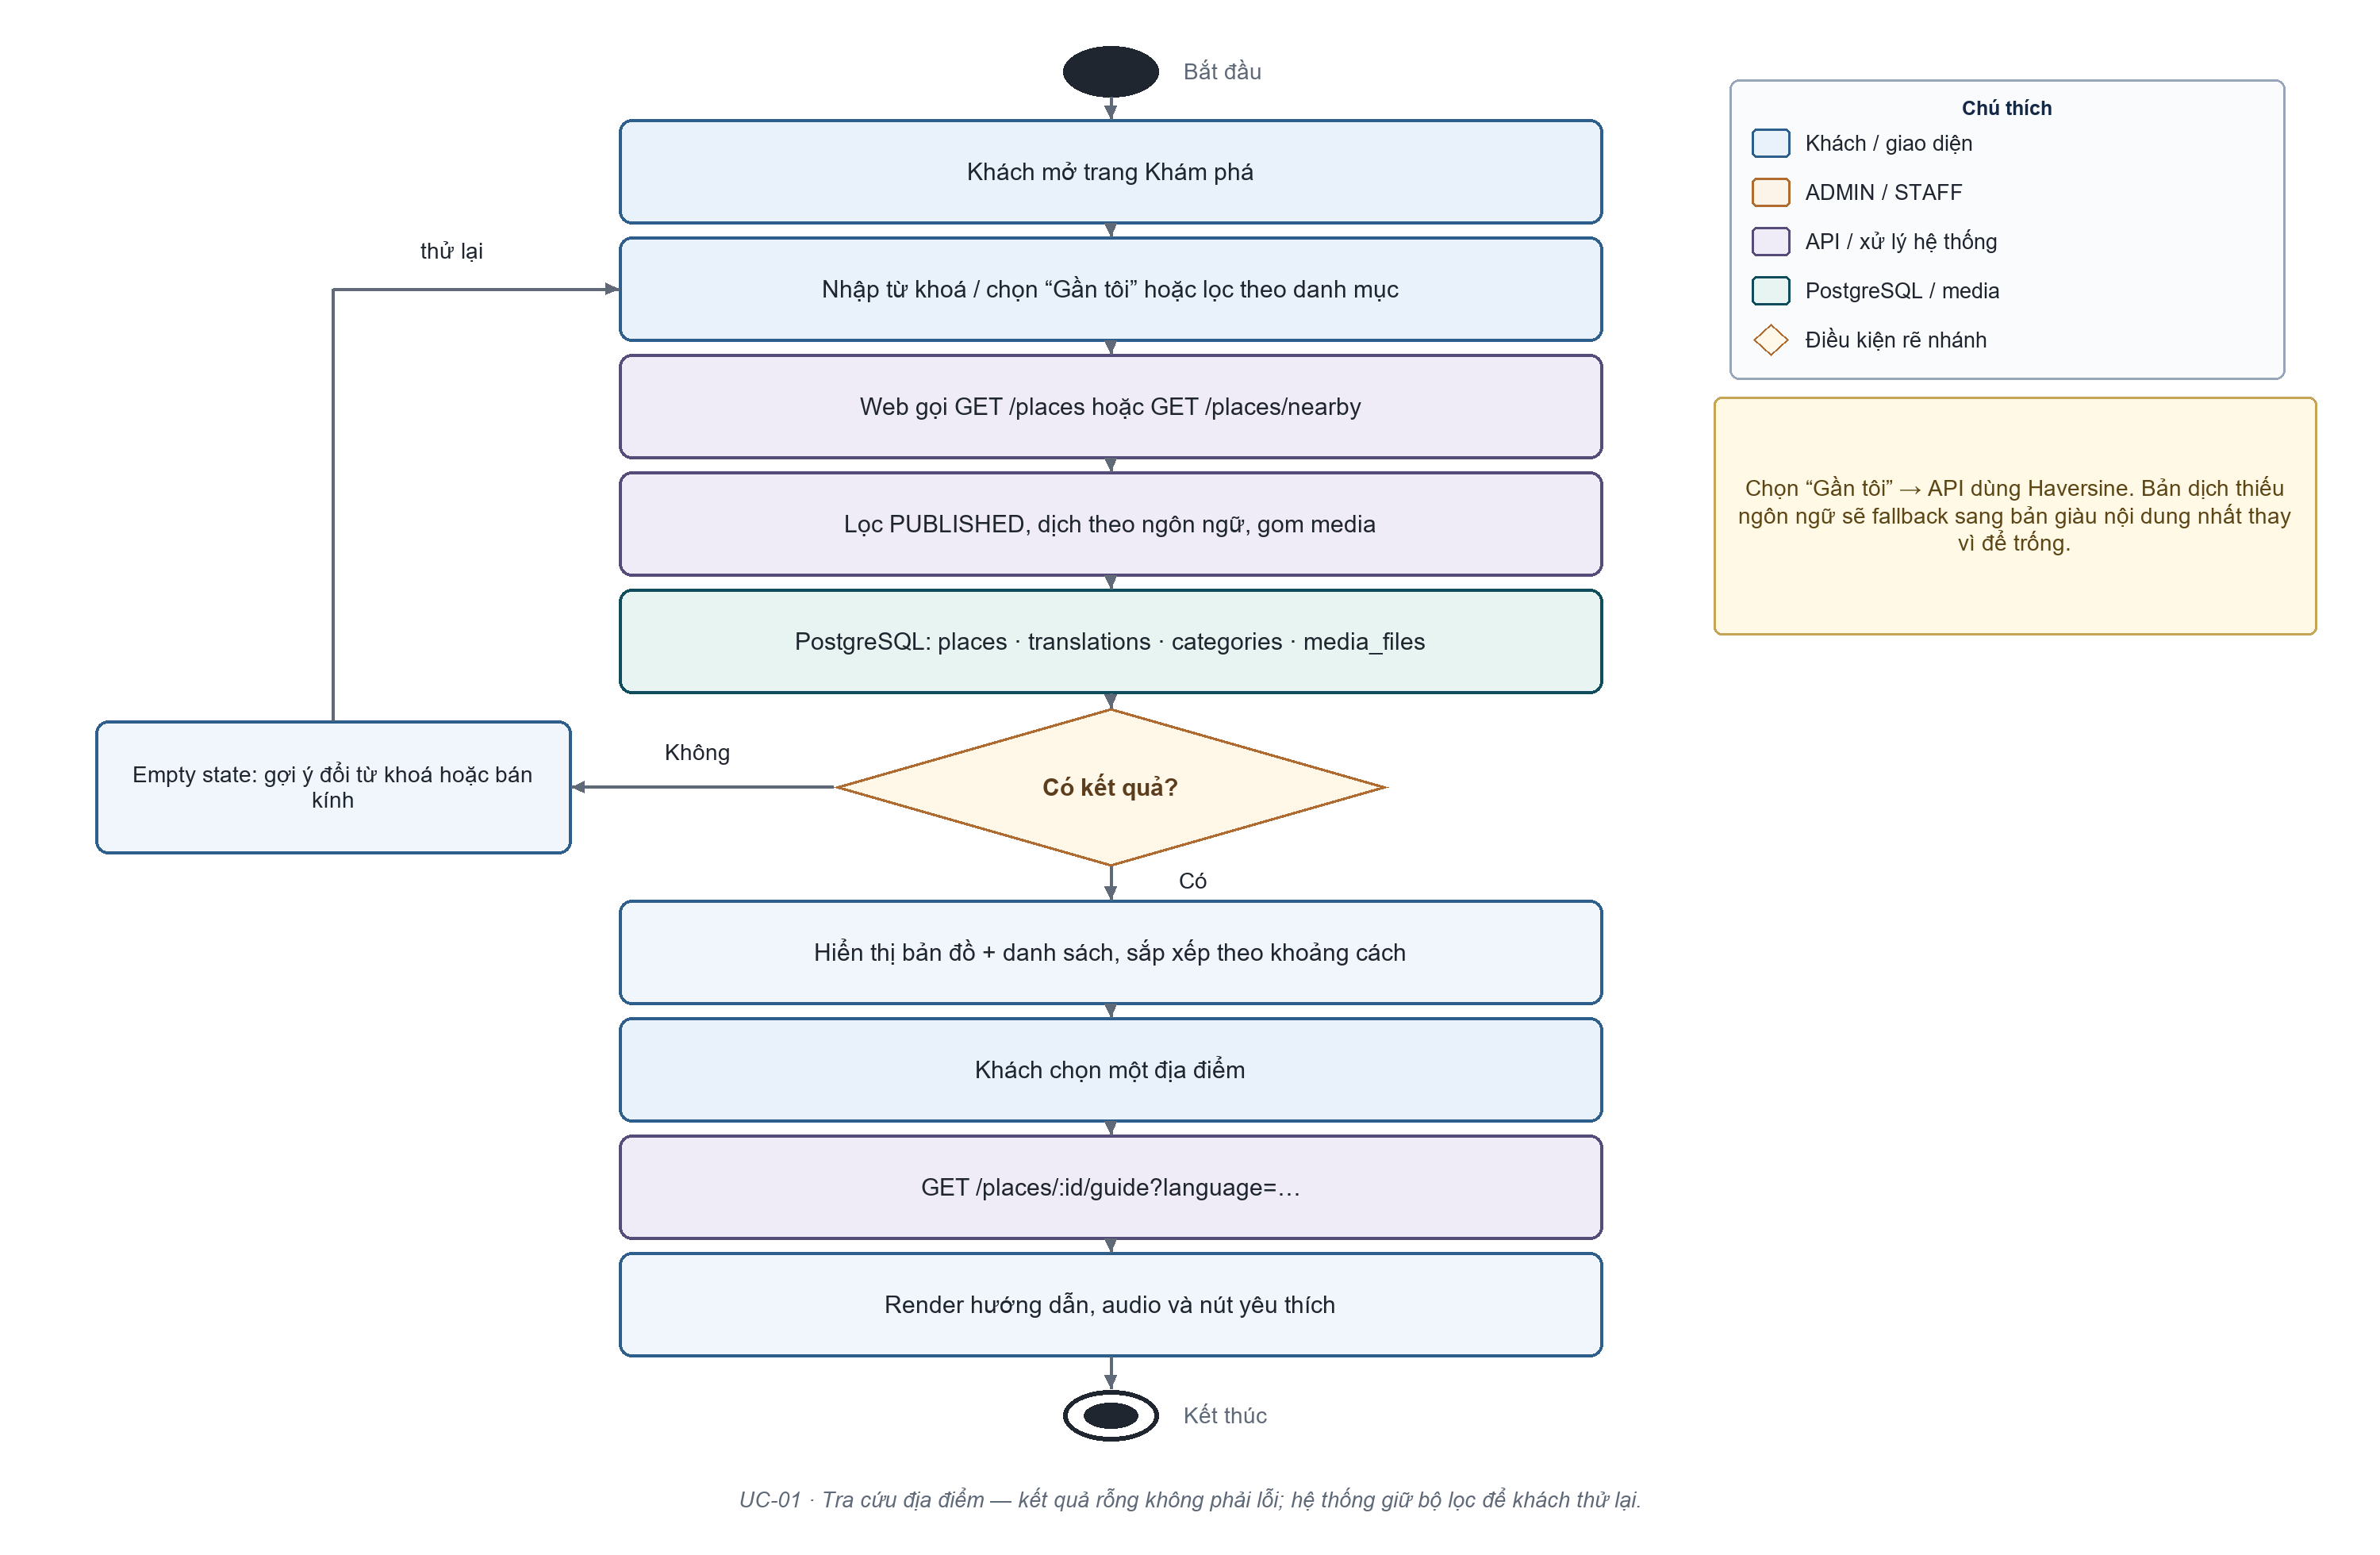 Bắt đầu
Khách mở trang Khám phá
thử lại
Nhập từ khoá / chọn “Gần tôi” hoặc lọc theo danh mục
Web gọi GET /places hoặc GET /places/nearby
Lọc PUBLISHED, dịch theo ngôn ngữ, gom media
PostgreSQL: places · translations · categories · media_files
Không
Có kết quả?
Empty state: gợi ý đổi từ khoá hoặc bán
kính
Có
Hiển thị bản đồ + danh sách, sắp xếp theo khoảng cách
Khách chọn một địa điểm
GET /places/:id/guide?language=…
Render hướng dẫn, audio và nút yêu thích
Kết thúc
Chú thích
Khách / giao diện
ADMIN / STAFF
API / xử lý hệ thống
PostgreSQL / media
Điều kiện rẽ nhánh
Chọn “Gần tôi” → API dùng Haversine. Bản dịch thiếu
ngôn ngữ sẽ fallback sang bản giàu nội dung nhất thay
vì để trống.
UC-01 · Tra cứu địa điểm — kết quả rỗng không phải lỗi; hệ thống giữ bộ lọc để khách thử lại.